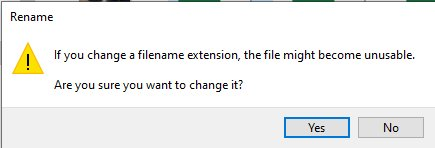 Rename
If you change a filename extension, the file might become unusable.
Are you sure you want to change it?
Yes
No